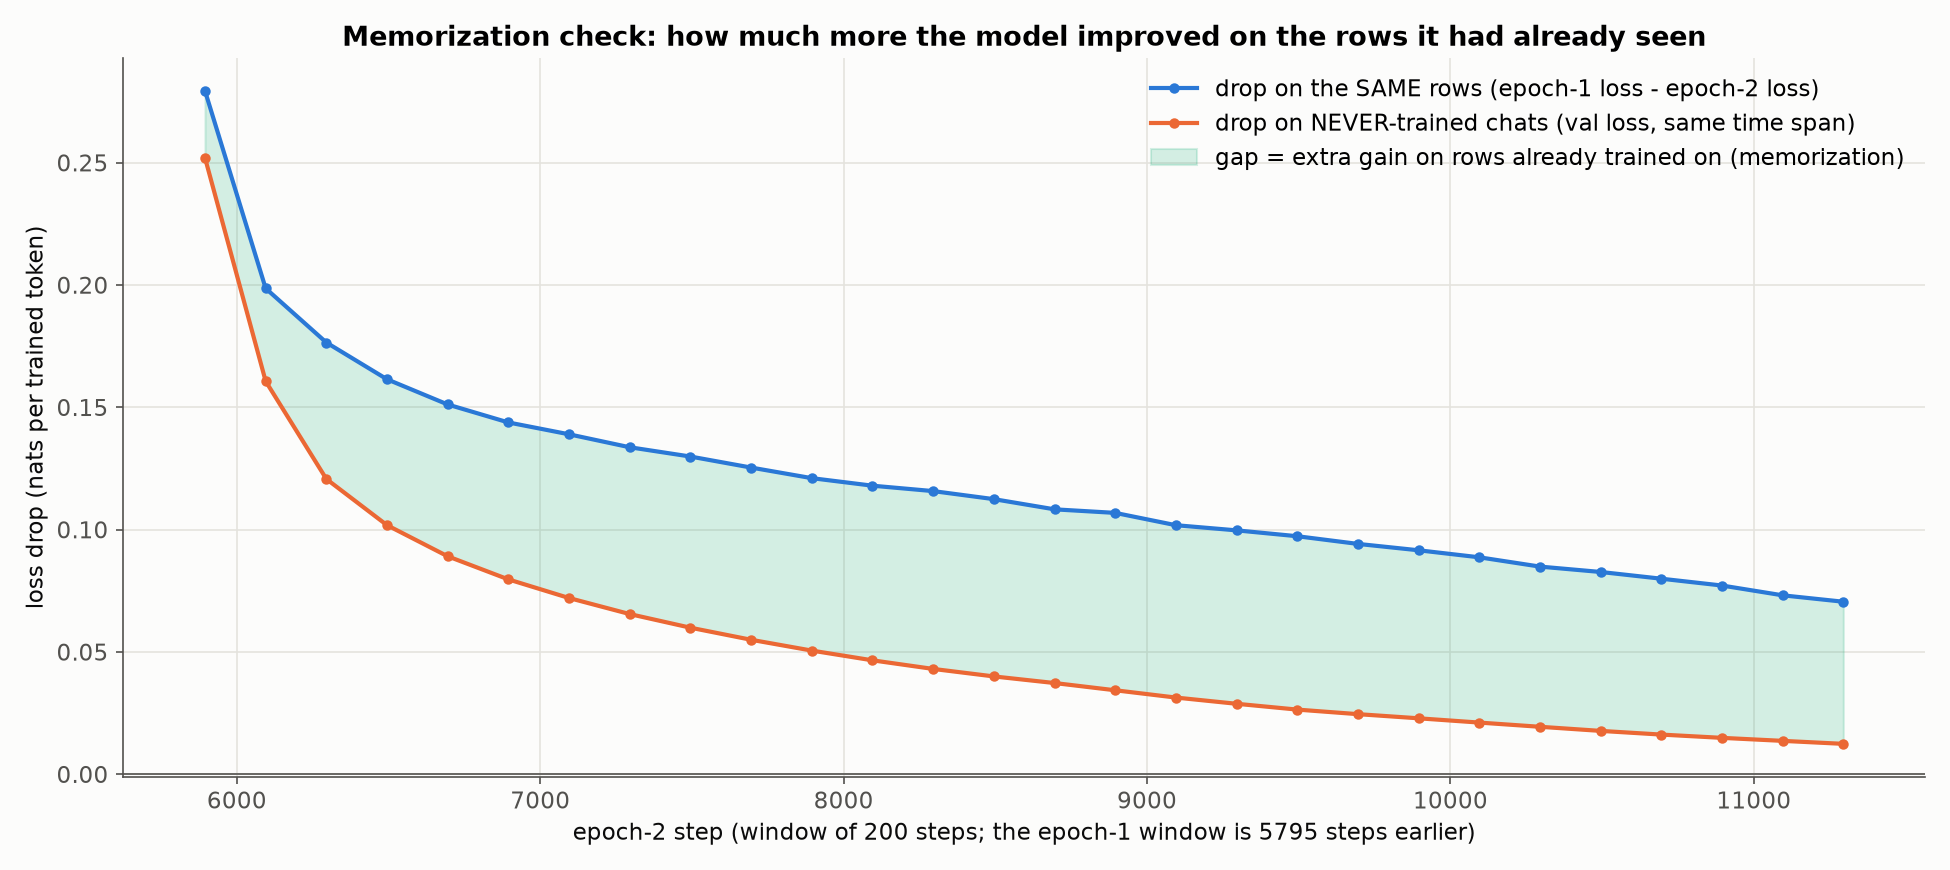 Memorization check: how much more the model improved on the rows it had already seen
drop on the SAME rows (epoch-1 loss - epoch-2 loss)
drop on NEVER-trained chats (val loss, same time span)
gap = extra gain on rows already trained on (memorization)
loss drop (nats per trained token)
0.25
0.20
0.15
0.10
0.05
0.00
6000 7000 8000 9000 10000 11000
epoch-2 step (window of 200 steps; the epoch-1 window is 5795 steps earlier)